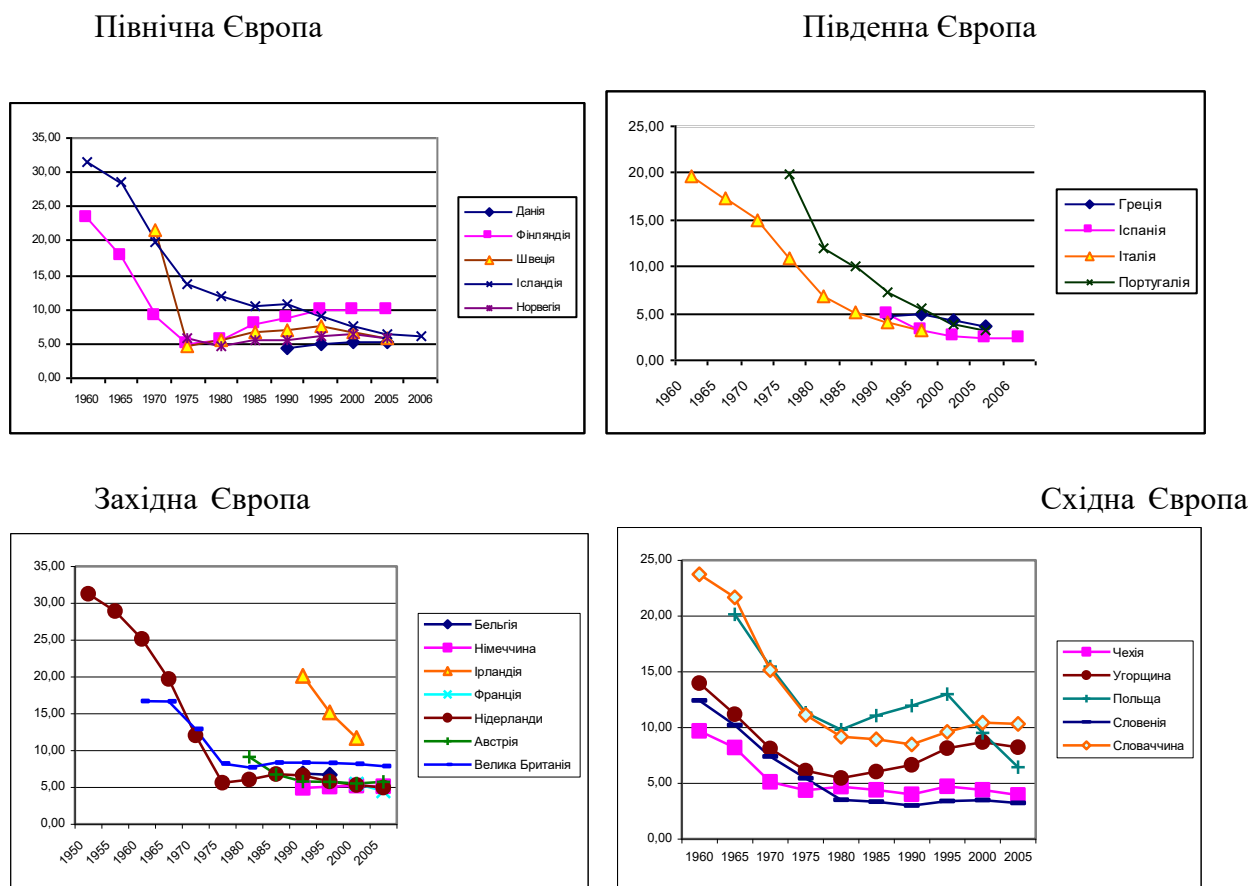 Північна Європа
Південна Європа
35,00
30,00
25,00
20,00
15,00
10,00
5,00
0,00
1960 1965 1970 1975 1980 1985 1990 1995 2000 2005 2006
Данія
Фінляндія
Швеція
Ісландія
Норвегія
25,00
20,00
15,00
10,00
5,00
0,00
1960 1965 1970 1975 1980 1985 1990 1995 2000 2005 2006
Греція
Іспанія
Італія
Португалія
Західна Європа
Східна Європа
35,00
30,00
25,00
20,00
15,00
10,00
5,00
0,00
1950 1955 1960 1965 1970 1975 1980 1985 1990 1995 2000 2005
Бельгія
Німеччина
Ірландія
Франція
Нідерланди
Австрія
Велика Британія
25,00
20,00
15,00
10,00
5,00
0,00
1960 1965 1970 1975 1980 1985 1990 1995 2000 2005
Чехія
Угорщина
Польща
Словенія
Словаччина